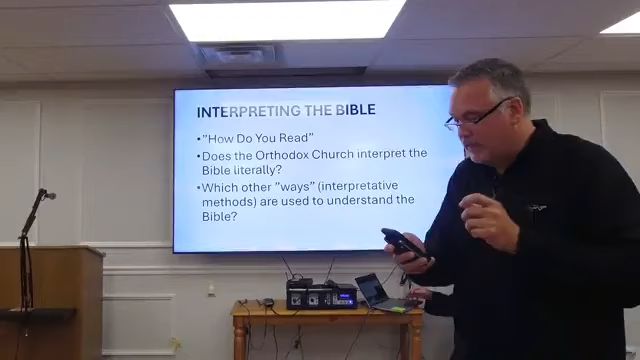 INTERPRETING THE BIBLE
•"How Do You Read"
•Does the Orthodox Church interpret the
Bible literally?
•Which other "ways" (interpretative
methods) are used to understand the
Bible?